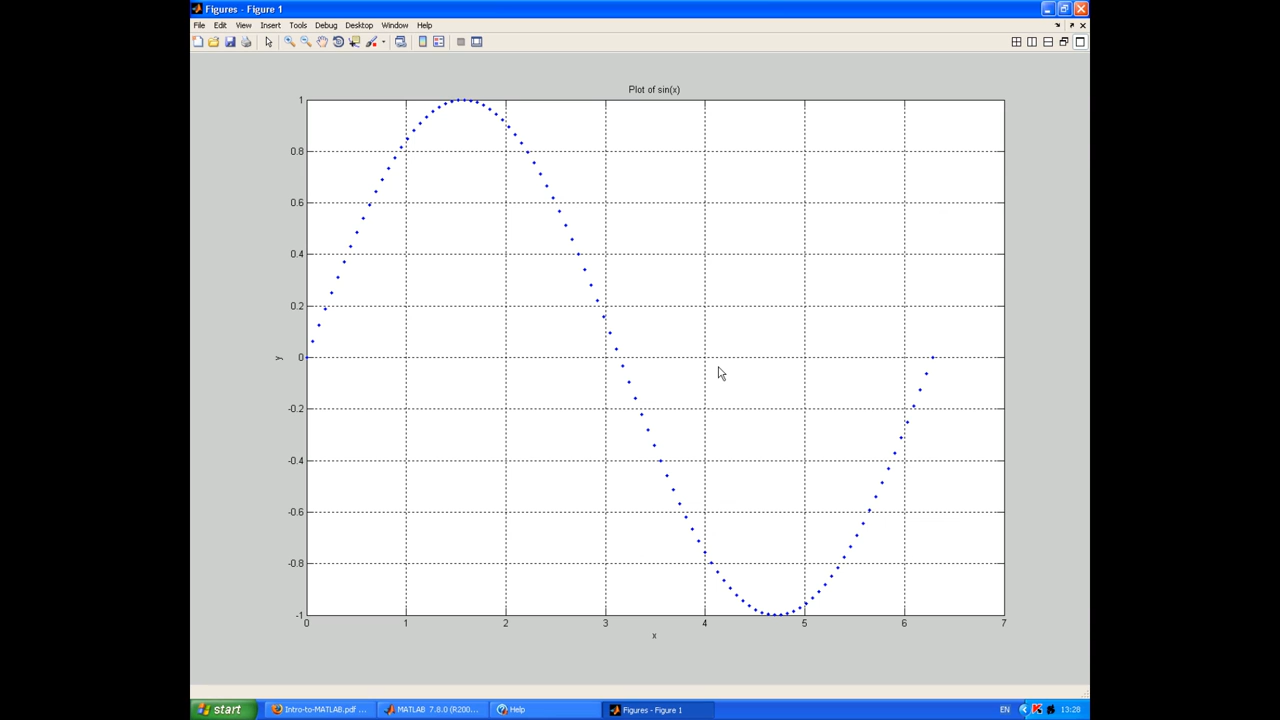 Figures - Figure 1
File Edit View Insert Tools Debug Desktop Window Help
Plot of sin(x)
1
0.8
0.6
0.4
0.2
y
0
-0.2
-0.4
-0.6
-0.8
-1
0 1 2 3 4 5 6 7
x
start Intro-to-MATLAB.pdf ... MATLAB 7.8.0 (R200... Help Figures - Figure 1 EN 13:28